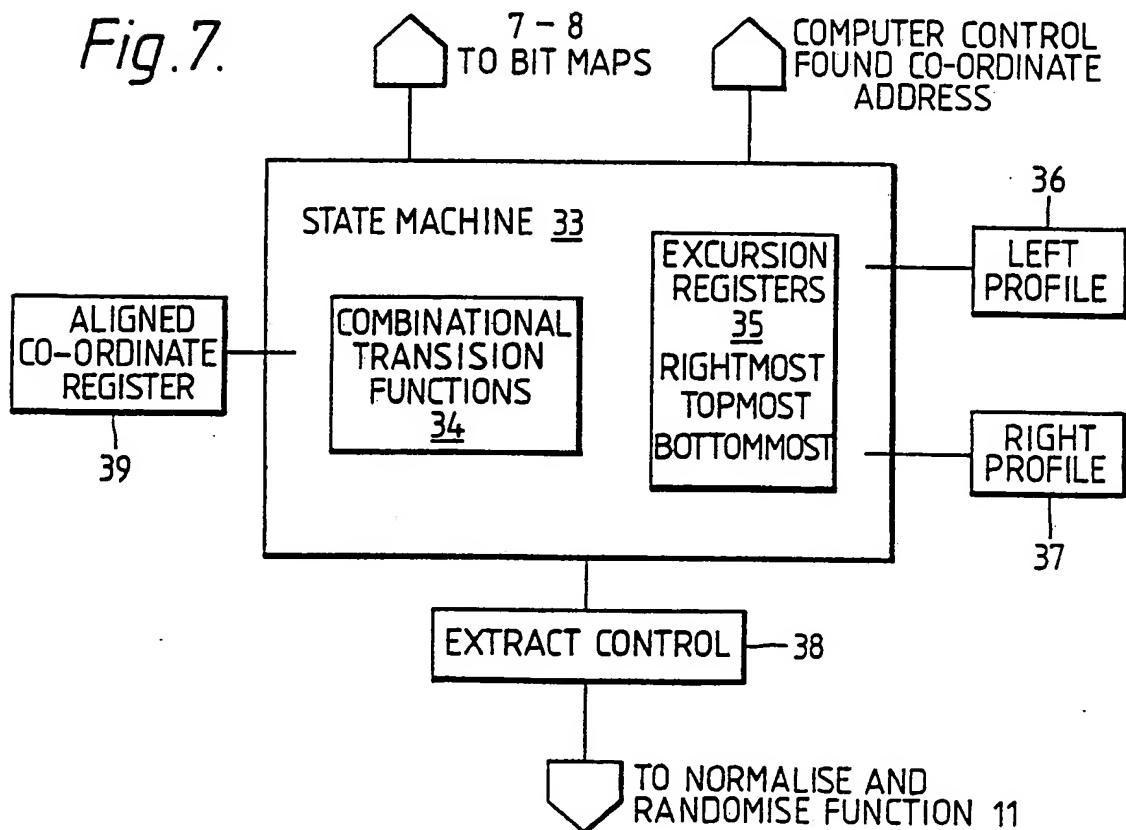 Fig.7.
7-8
TO BIT MAPS
COMPUTER CONTROL
FOUND CO-ORDINATE
ADDRESS
STATE MACHINE 33
COMBINATIONAL
TRANSISION
FUNCTIONS
34
EXCURSION
REGISTERS
35
RIGHTMOST
TOPMOST
BOTTOMMOST
36
LEFT
PROFILE
RIGHT
PROFILE
37
ALIGNED
CO-ORDINATE
REGISTER
39
EXTRACT CONTROL
38
TO NORMALISE AND
RANDOMISE FUNCTION 11